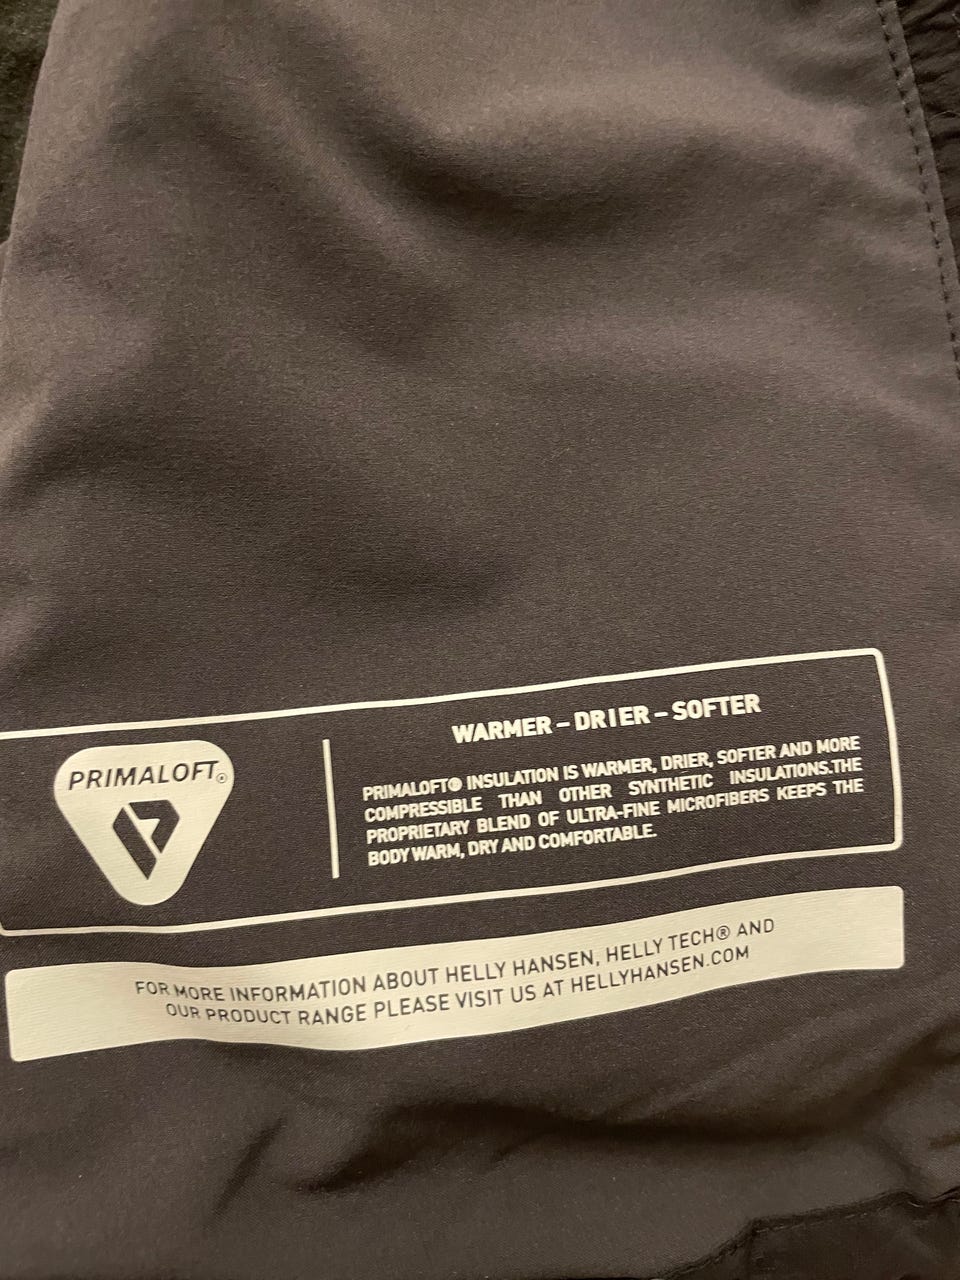 PRIMALOFT®
WARMER – DRIER – SOFTER
PRIMALOFT® INSULATION IS WARMER, DRIER, SOFTER AND MORE
COMPRESSIBLE THAN OTHER SYNTHETIC INSULATIONS.THE
PROPRIETARY BLEND OF ULTRA-FINE MICROFIBERS KEEPS THE
BODY WARM, DRY AND COMFORTABLE.
FOR MORE INFORMATION ABOUT HELLY HANSEN, HELLY TECH® AND
OUR PRODUCT RANGE PLEASE VISIT US AT HELLYHANSEN.COM